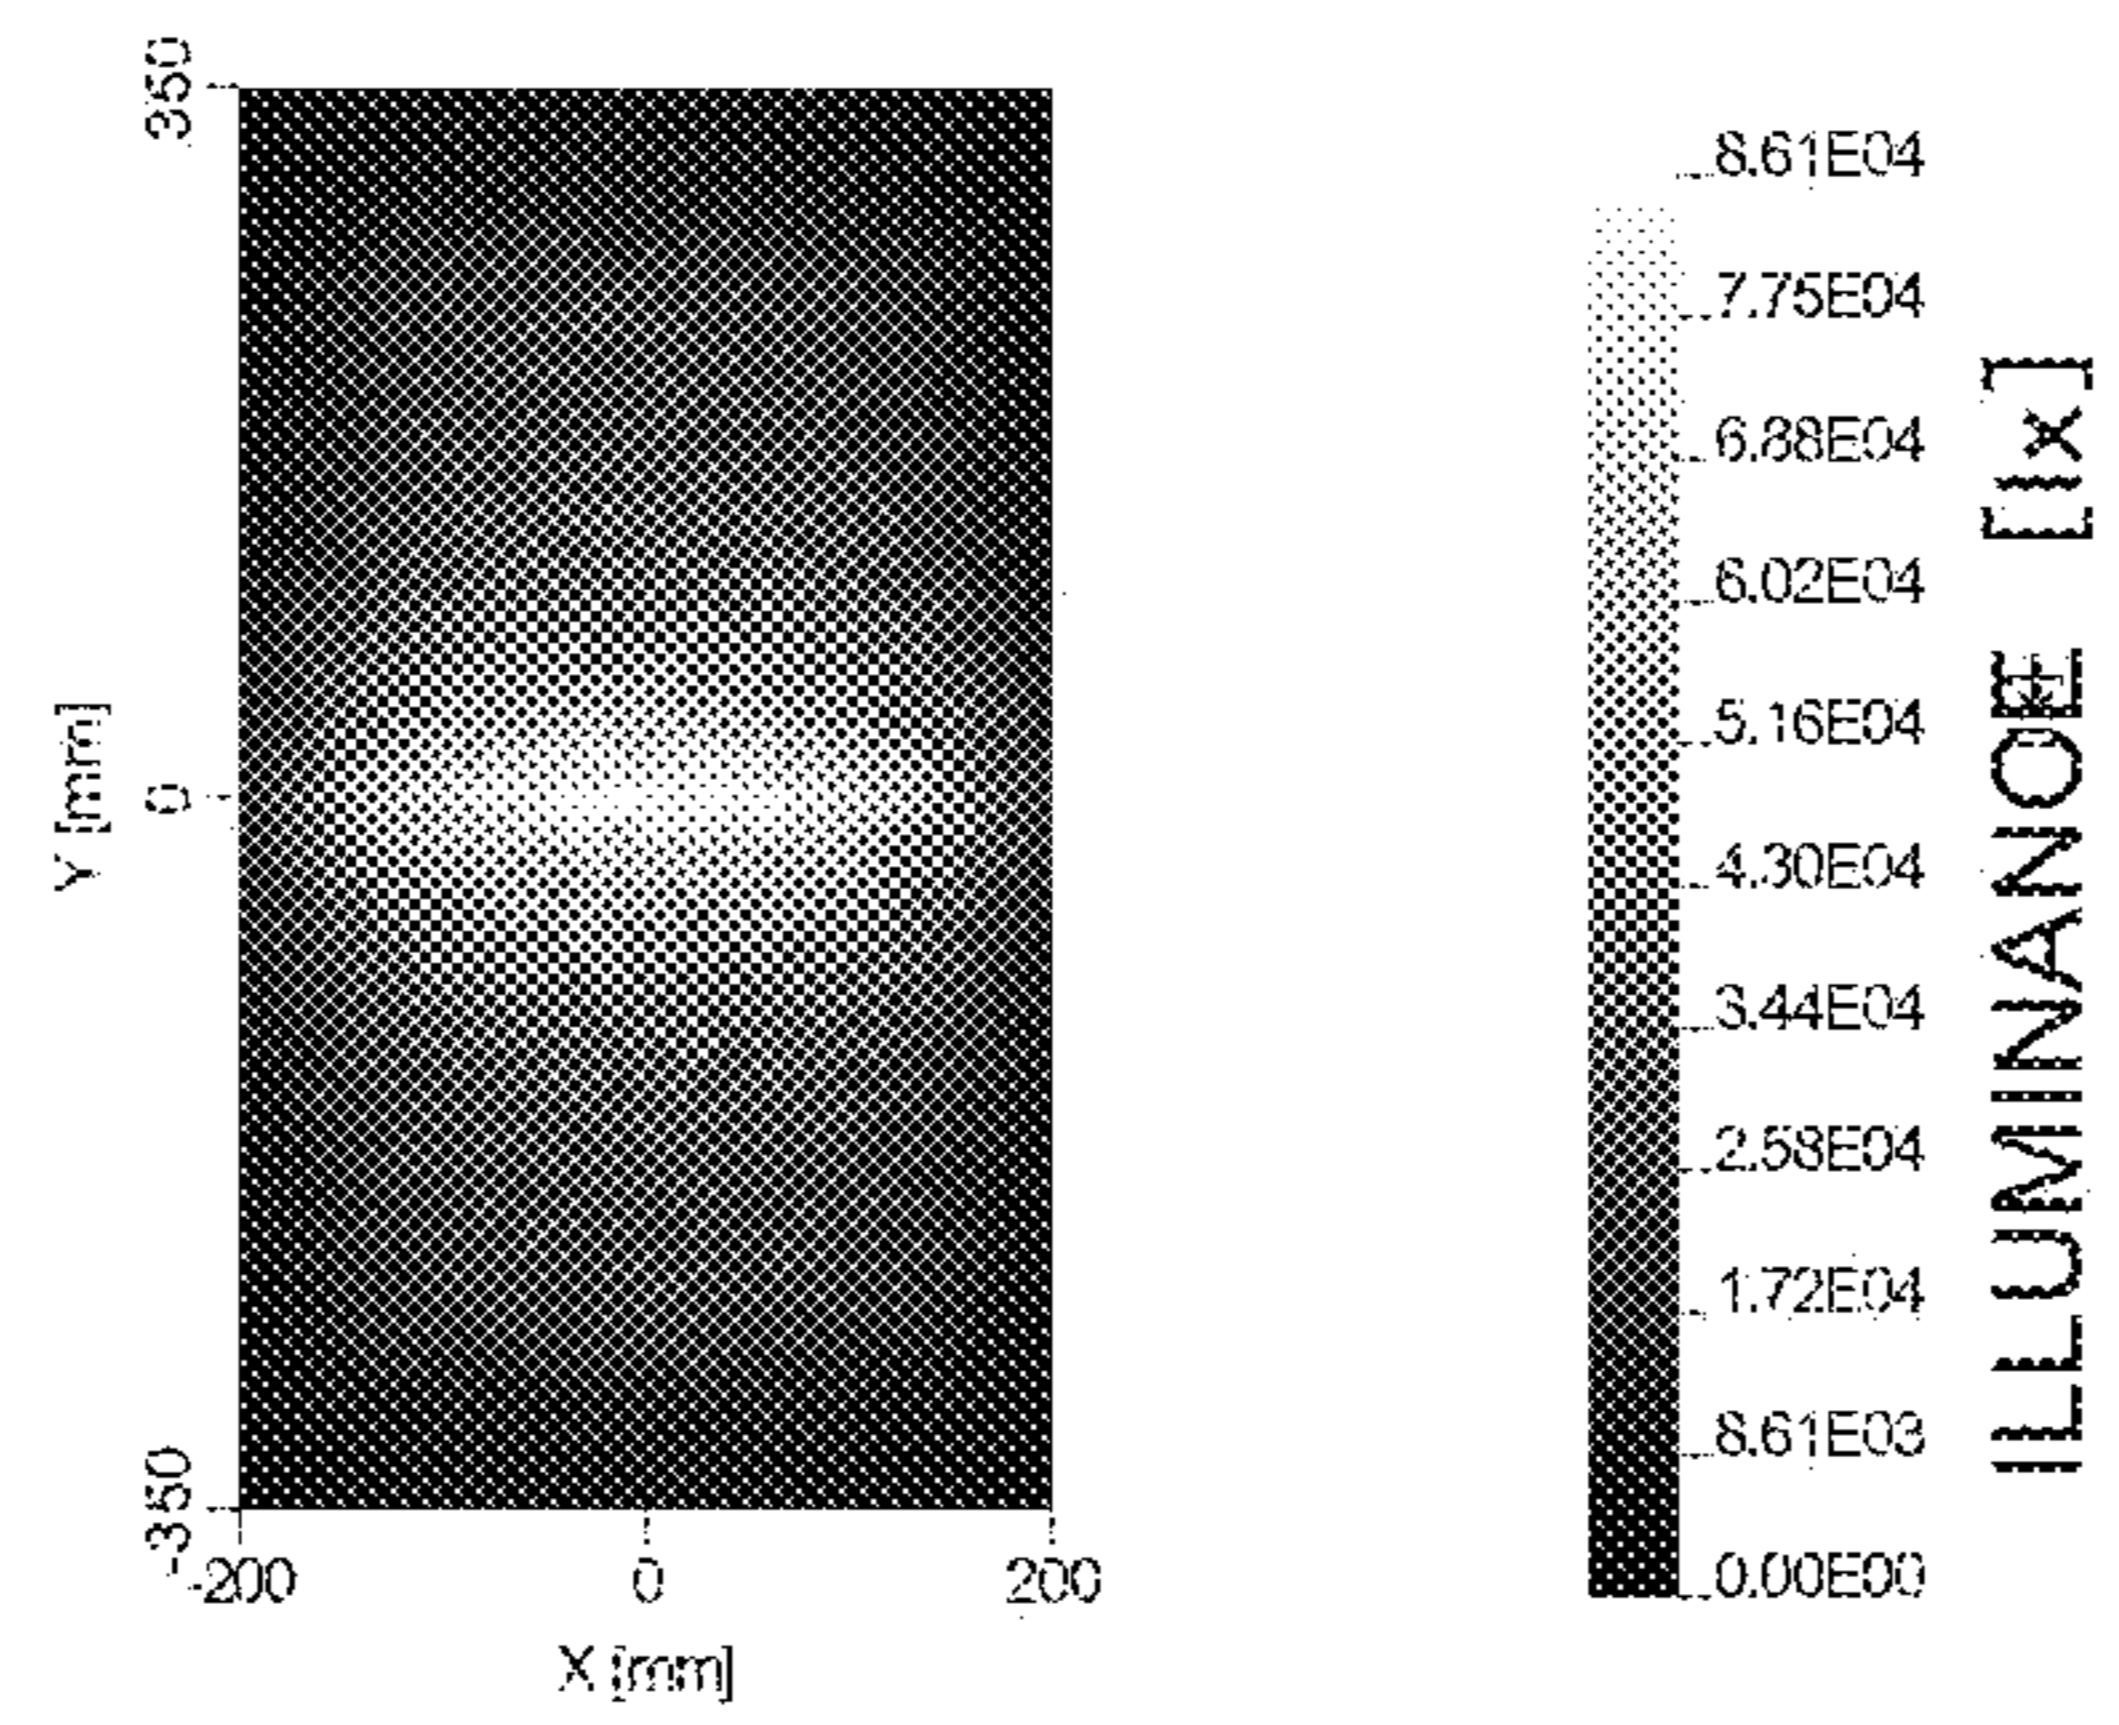 350
0
-350
Y [mm]
-200
0
200
X [mm]
8.61E04
7.75E04
6.88E04
6.02E04
5.16E04
4.30E04
3.44E04
2.58E04
1.72E04
8.61E03
0.00E00
ILLUMINANCE [lx]